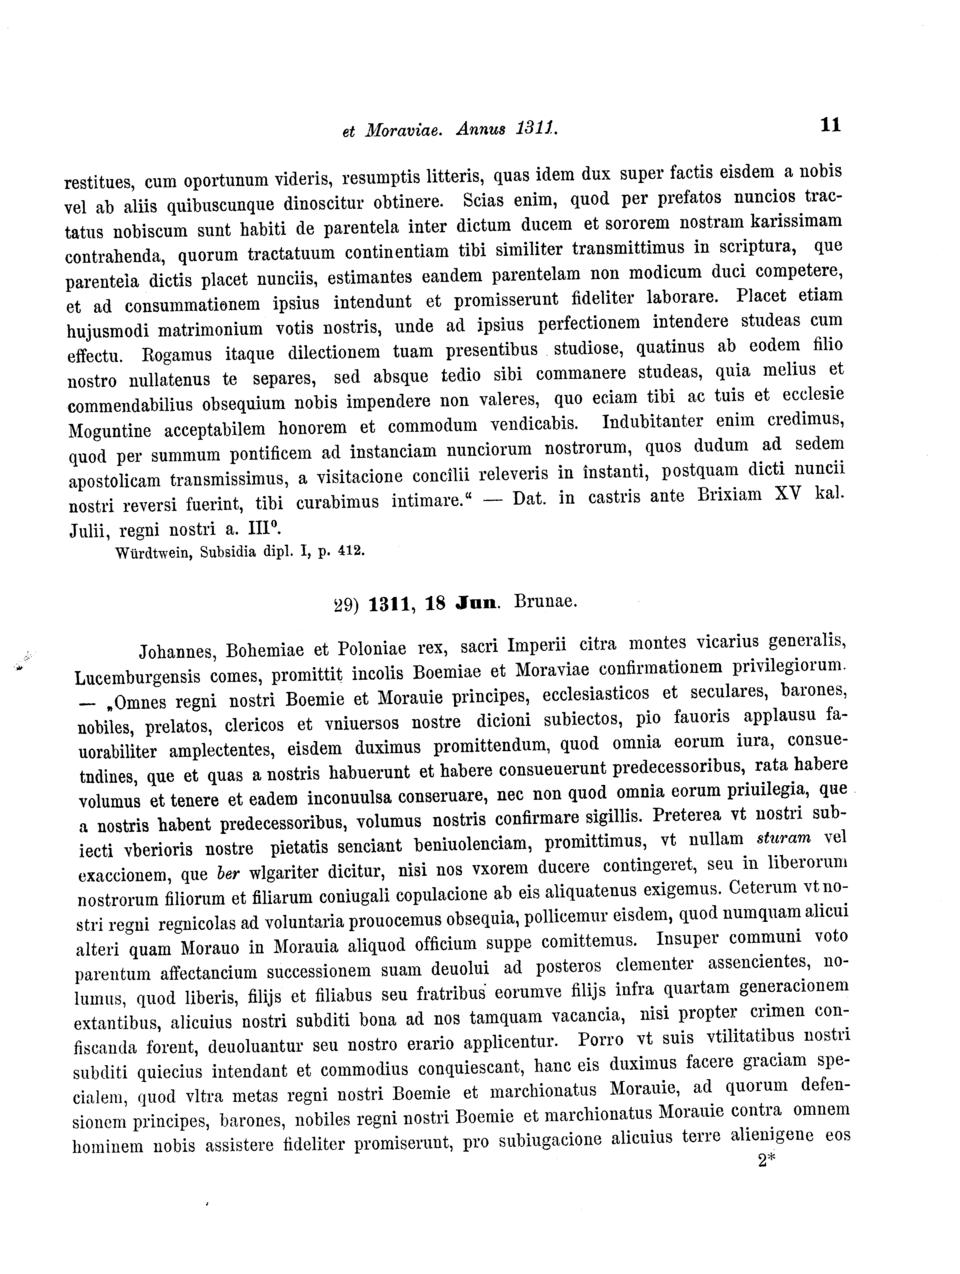 et Moraviae. Annus 1311. 11
restitues, cum oportunum videris, resumptis litteris, quas idem dux super factis eisdem a nobis
vel ab aliis quibuscunque dinoscitur obtinere. Scias enim, quod per prefatos nuncios trac-
tatus nobiscum sunt habiti de parentela inter dictum ducem et sororem nostram karissimam
contrahenda, quorum tractatuum continentiam tibi similiter transmittimus in scriptura, que
parentela dictis placet nunciis, estimantes eandem parentelam non modicum duci competere,
et ad consummationem ipsius intendunt et promisserunt fideliter laborare. Placet etiam
hujusmodi matrimonium votis nostris, unde ad ipsius perfectionem intendere studeas cum
effectu. Rogamus itaque dilectionem tuam presentibus studiose, quatinus ab eodem filio
nostro nullatenus te separes, sed absque tedio sibi commanere studeas, quia melius et
commendabilius obsequium nobis impendere non valeres, quo eciam tibi ac tuis et ecclesie
Moguntine acceptabilem honorem et commodum vendicabis. Indubitanter enim credimus,
quod per summum pontificem ad instanciam nunciorum nostrorum, quos dudum ad sedem
apostolicam transmissimus, a visitacione concilii releveris in instanti, postquam dicti nuncii
nostri reversi fuerint, tibi curabimus intimare.“ — Dat. in castris ante Brixiam XV kal.
Julii, regni nostri a. III⁰.
Würdtwein, Subsidia dipl. I, p. 412.
29) 1311, 18 Jun. Brunae.
Johannes, Bohemiae et Poloniae rex, sacri Imperii citra montes vicarius generalis,
Lucemburgensis comes, promittit incolis Boemiae et Moraviae confirmationem privilegiorum.
— „Omnes regni nostri Boemie et Morauie principes, ecclesiasticos et seculares, barones,
nobiles, prelatos, clericos et vniuersos nostre dicioni subiectos, pio fauoris applausu fa-
uorabiliter amplectentes, eisdem duximus promittendum, quod omnia eorum iura, consue-
tndines, que et quas a nostris habuerunt et habere consueuerunt predecessoribus, rata habere
volumus et tenere et eadem inconuulsa conseruare, nec non quod omnia eorum priuilegia, que
a nostris habent predecessoribus, volumus nostris confirmare sigillis. Preterea vt nostri sub-
iecti vberioris nostre pietatis senciant beniuolenciam, promittimus, vt nullam sturam vel
exaccionem, que ber wlgariter dicitur, nisi nos vxorem ducere contingeret, seu in liberorum
nostrorum filiorum et filiarum coniugali copulacione ab eis aliquatenus exigemus. Ceterum vt no-
stri regni regnicolas ad voluntaria prouocemus obsequia, pollicemur eisdem, quod numquam alicui
alteri quam Morauo in Morauia aliquod officium suppe comittemus. Insuper communi voto
parentum affectancium successionem suam deuolui ad posteros clementer assencientes, no-
lumus, quod liberis, filijs et filiabus seu fratribus eorumve filijs infra quartam generacionem
extantibus, alicuius nostri subditi bona ad nos tamquam vacancia, nisi propter crimen con-
fiscanda forent, deuoluantur seu nostro erario applicentur. Porro vt suis vtilitatibus nostri
subditi quiecius intendant et commodius conquiescant, hanc eis duximus facere graciam spe-
cialem, quod vltra metas regni nostri Boemie et marchionatus Morauie, ad quorum defen-
sionem principes, barones, nobiles regni nostri Boemie et marchionatus Morauie contra omnem
hominem nobis assistere fideliter promiserunt, pro subiugacione alicuius terre alienigene eos
2*